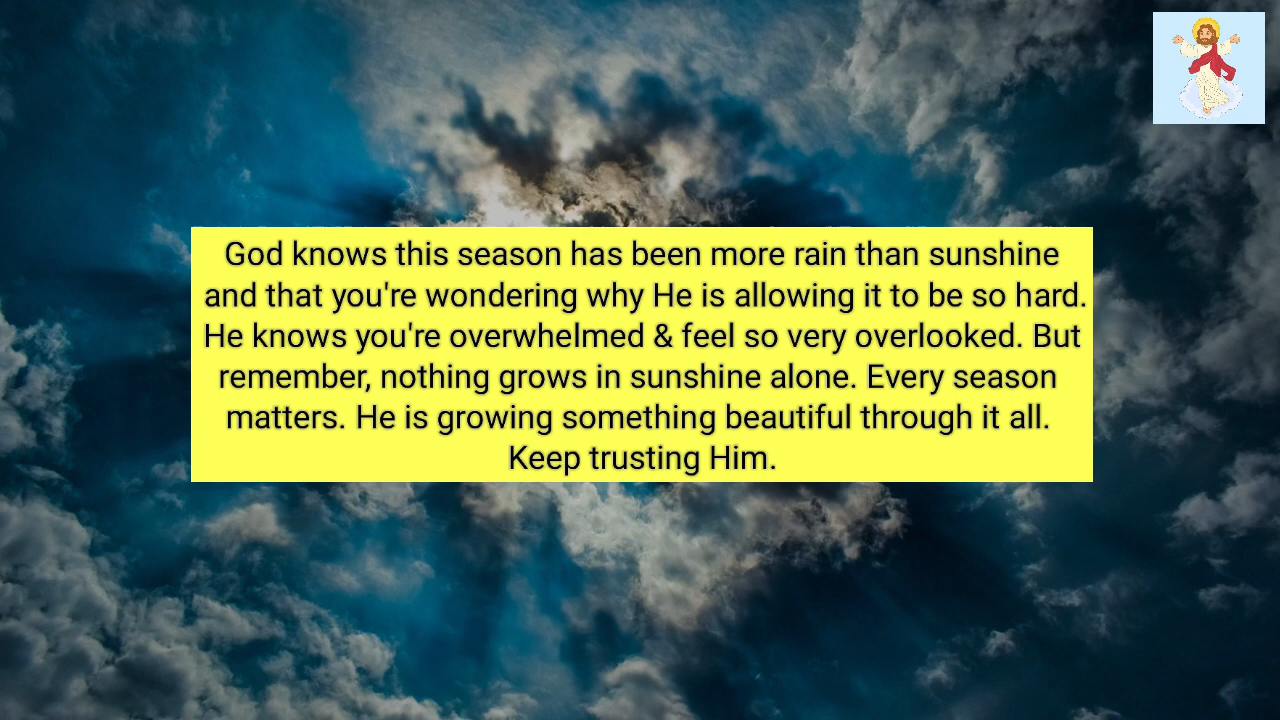 God knows this season has been more rain than sunshine
and that you're wondering why He is allowing it to be so hard.
He knows you're overwhelmed & feel so very overlooked. But
remember, nothing grows in sunshine alone. Every season
matters. He is growing something beautiful through it all.
Keep trusting Him.